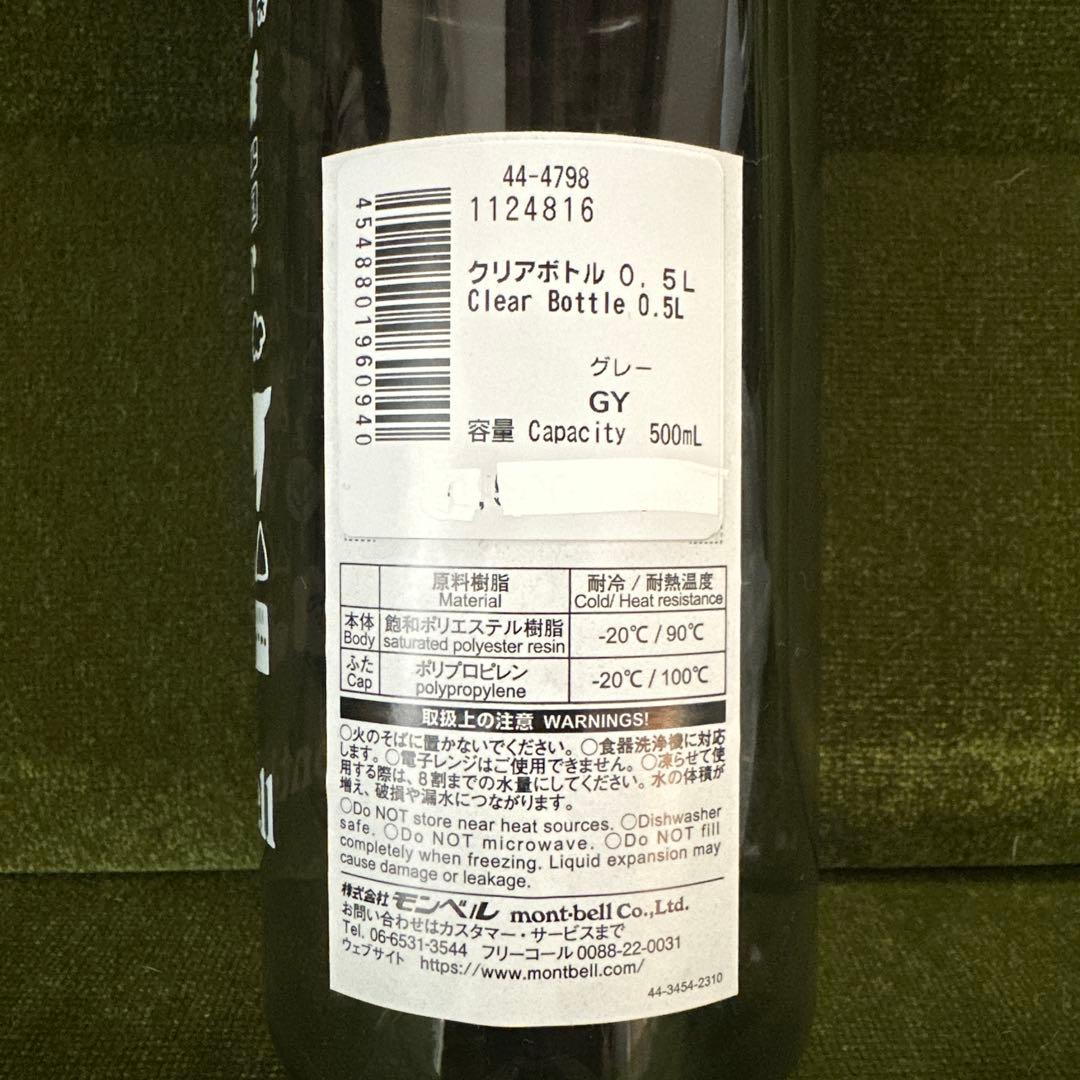 44-4798
1124816
4548801960940
クリアボトル 0.5L
Clear Bottle 0.5L
グレー
GY
容量 Capacity 500mL
原料樹脂 耐冷 / 耐熱温度
Material Cold/ Heat resistance
本体 飽和ポリエステル樹脂 -20℃ / 90℃
Body saturated polyester resin
ふた ポリプロピレン -20℃ / 100℃
Cap polypropylene
取扱上の注意 WARNINGS!
○火のそばに置かないでください。○食器洗浄機に対応
します。○電子レンジはご使用できません。○凍らせて使
用する際は、8割までの水量にしてください。水の体積が
増え、破損や漏水につながります。
○Do NOT store near heat sources. ○Dishwasher
safe. ○Do NOT microwave. ○Do NOT fill
completely when freezing. Liquid expansion may
cause damage or leakage.
株式会社モンベル mont-bell Co.,Ltd.
お問い合わせはカスタマー・サービスまで
Tel. 06-6531-3544 フリーコール 0088-22-0031
ウェブサイト https://www.montbell.com/
44-3454-2310